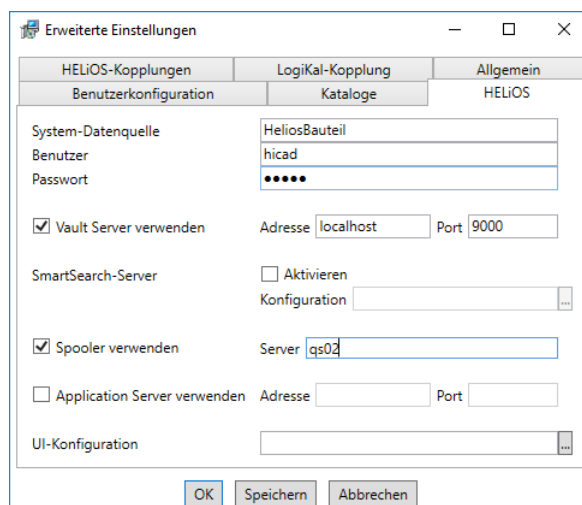 Erweiterte Einstellungen
HELiOS-Kopplungen LogiKal-Kopplung Allgemein
Benutzerkonfiguration Kataloge HELiOS
System-Datenquelle HeliosBauteil
Benutzer hicad
Passwort ●●●●●
Vault Server verwenden Adresse localhost Port 9000
SmartSearch-Server Aktivieren
Konfiguration ...
Spooler verwenden Server qs02
Application Server verwenden Adresse Port
UI-Konfiguration ...
OK Speichern Abbrechen